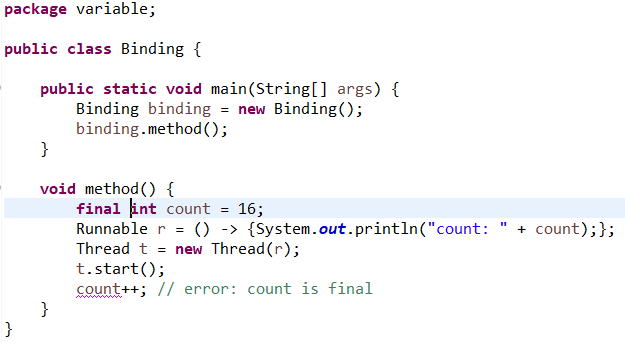 package variable;
public class Binding {
public static void main(String[] args) {
Binding binding = new Binding();
binding.method();
}
void method() {
final int count = 16;
Runnable r = () -> {System.out.println("count: " + count);};
Thread t = new Thread(r);
t.start();
count++; // error: count is final
}
}